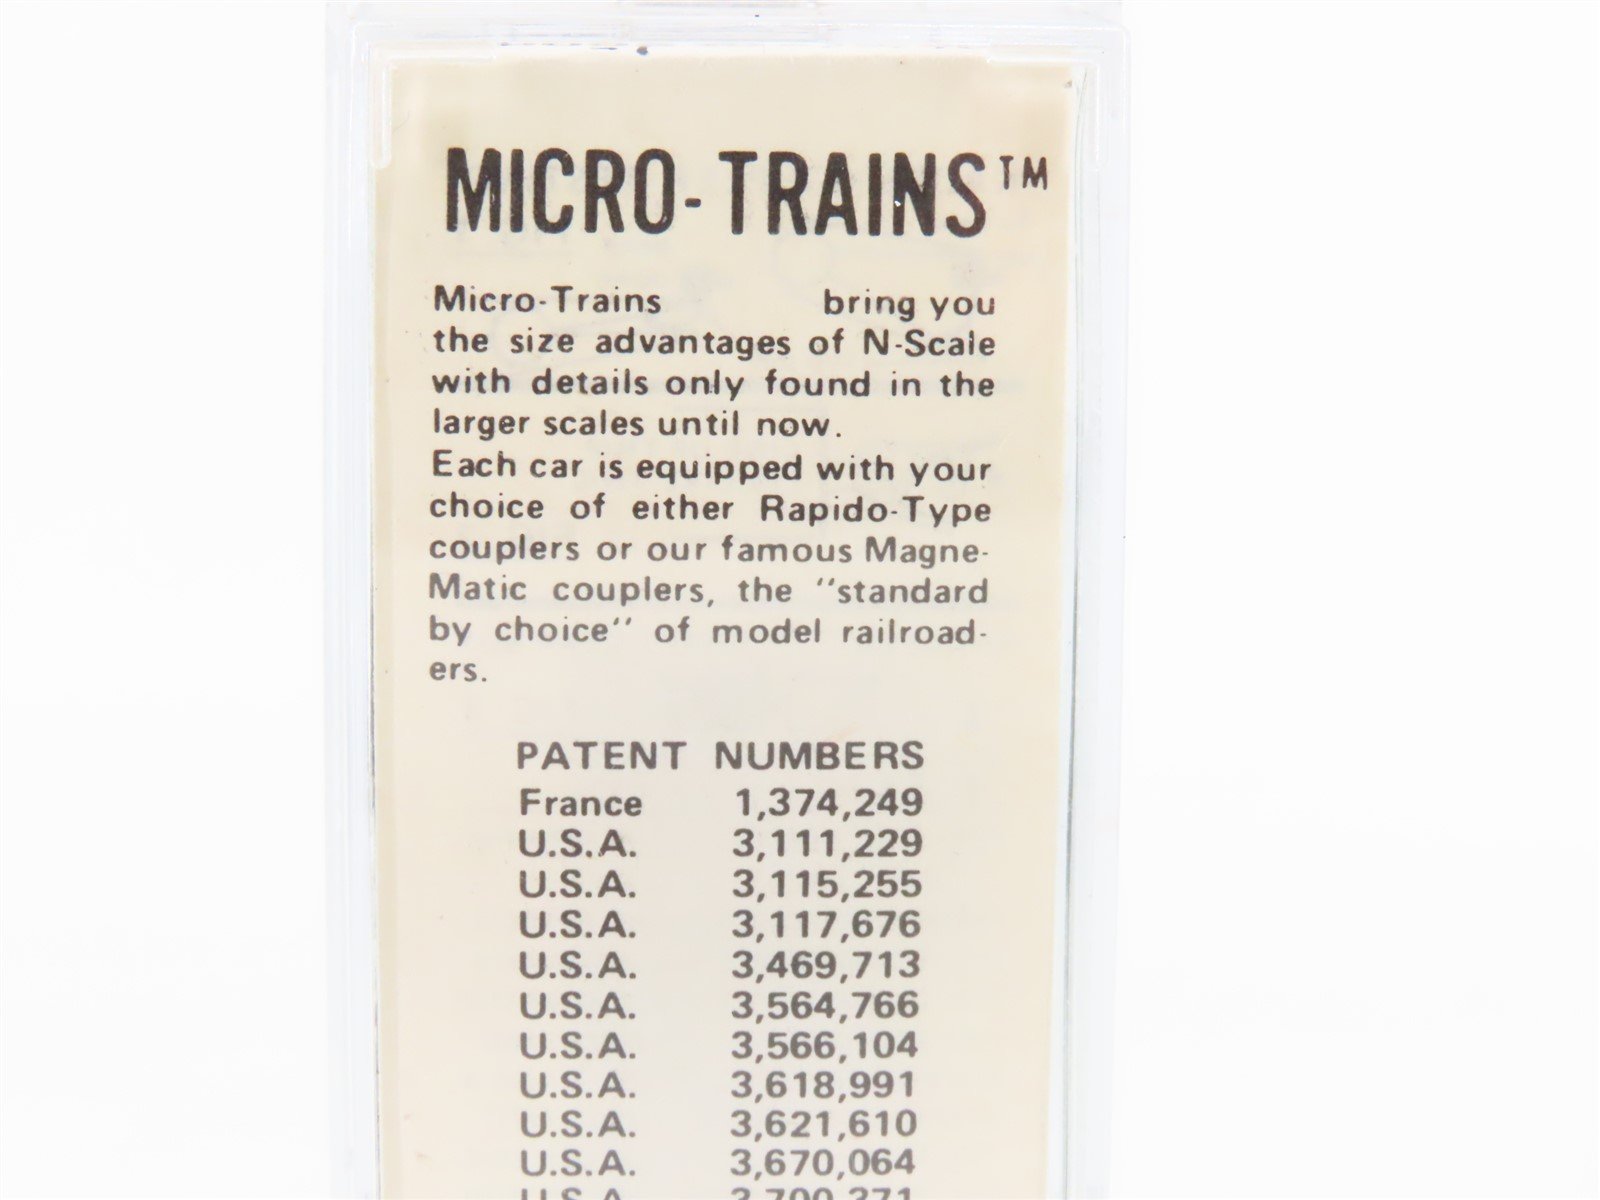 MICRO-TRAINS™
Micro-Trains bring you
the size advantages of N-Scale
with details only found in the
larger scales until now.
Each car is equipped with your
choice of either Rapido-Type
couplers or our famous Magne-
Matic couplers, the "standard
by choice" of model railroad-
ers.
PATENT NUMBERS
France 1,374,249
U.S.A. 3,111,229
U.S.A. 3,115,255
U.S.A. 3,117,676
U.S.A. 3,469,713
U.S.A. 3,564,766
U.S.A. 3,566,104
U.S.A. 3,618,991
U.S.A. 3,621,610
U.S.A. 3,670,064
U.S.A.